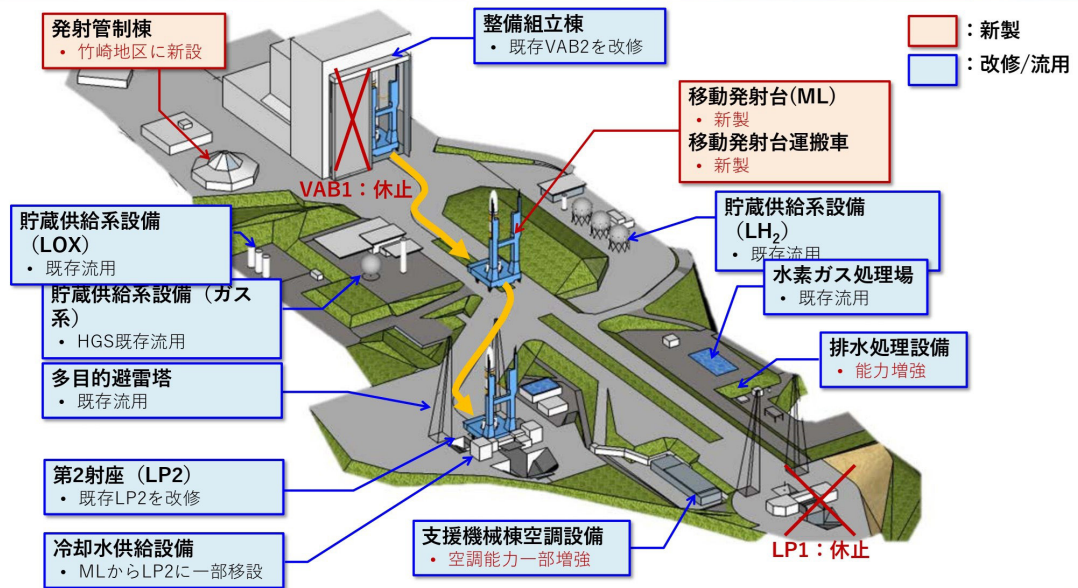 発射管制棟
• 竹崎地区に新設
整備組立棟
• 既存VAB2を改修
：新製
：改修/流用
移動発射台(ML)
• 新製
移動発射台運搬車
• 新製
VAB1：休止
貯蔵供給系設備
（LOX）
• 既存流用
貯蔵供給系設備
（LH₂）
• 既存流用
貯蔵供給系設備（ガス
系）
• HGS既存流用
水素ガス処理場
• 既存流用
多目的避雷塔
• 既存流用
排水処理設備
• 能力増強
第2射座（LP2）
• 既存LP2を改修
冷却水供給設備
• MLからLP2に一部移設
支援機械棟空調設備
• 空調能力一部増強
LP1：休止